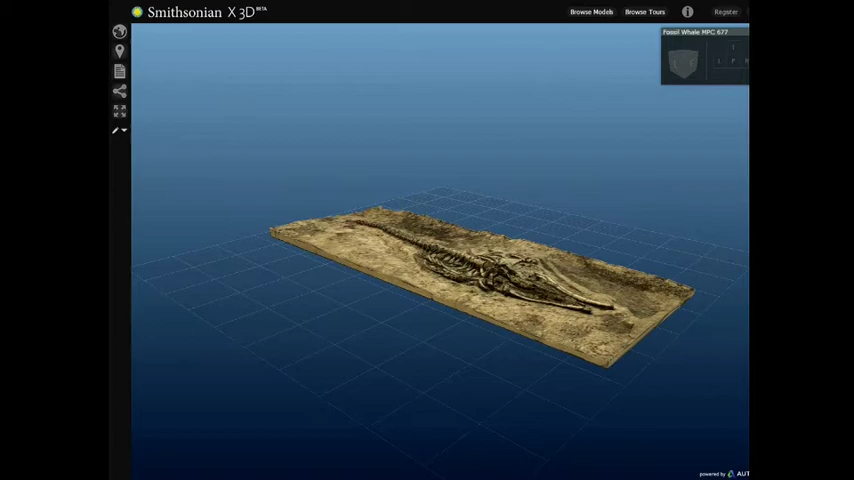 Smithsonian X 3D BETA
Browse Models
Browse Tours
Register
Fossil Whale MPC 677
T
I F R
powered by AUT